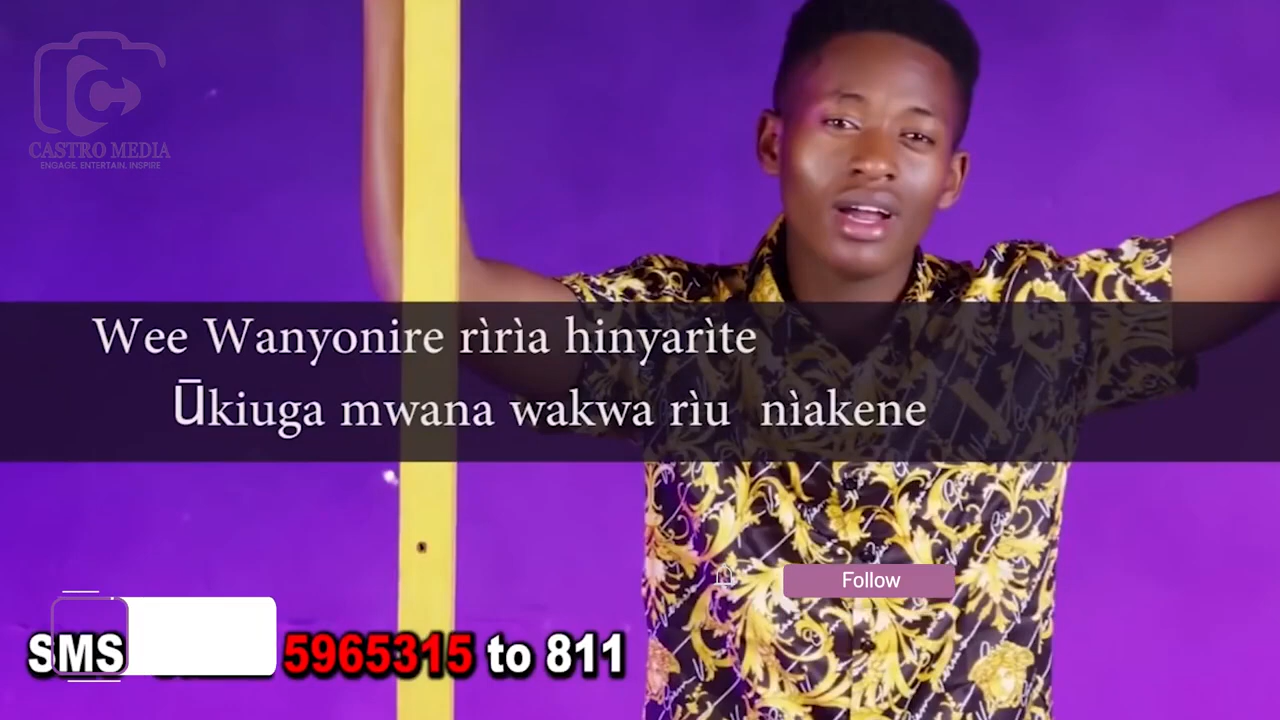 CASTRO MEDIA
ENGAGE. ENTERTAIN. INSPIRE
Wee Wanyonire rìrìa hinyarìte
Ūkiuga mwana wakwa rìu nìakene
Follow
SMS 5965315 to 811